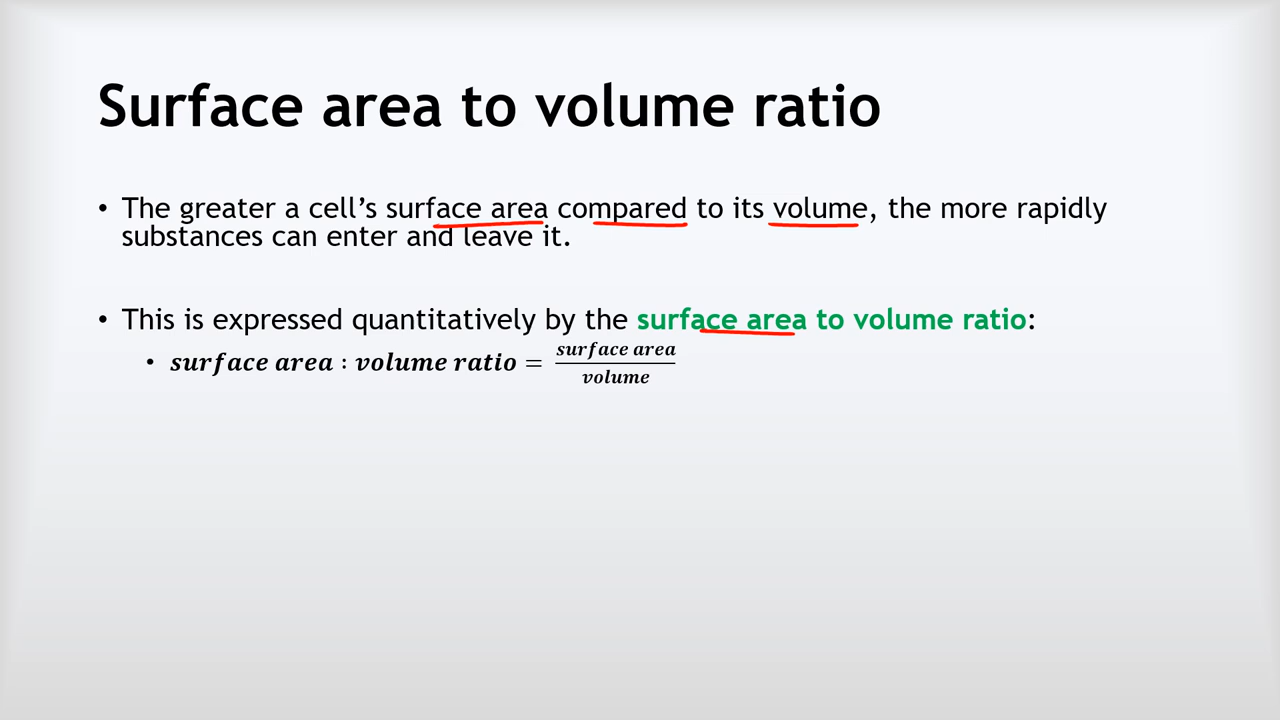 Surface area to volume ratio
• The greater a cell’s surface area compared to its volume, the more rapidly
substances can enter and leave it.
• This is expressed quantitatively by the surface area to volume ratio:
• surface area : volume ratio = surface area / volume